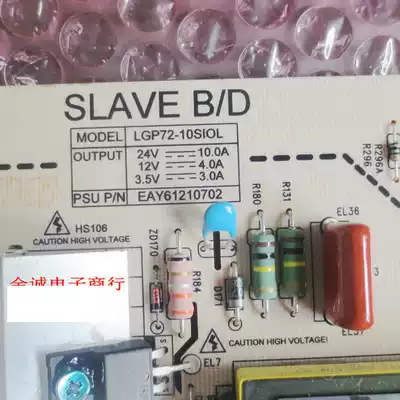 SLAVE B/D
MODEL LGP72-10SIOL
OUTPUT 24V 10.0A
12V 4.0A
3.5V 3.0A
PSU P/N EAY61210702
R296A
R296
HS106
CAUTION HIGH VOLTAGE!
ZD170
R184
D171
R180
R131
EL36
金诚电子商行
CAUTION HIGH VOLTAGE!
EL7
EL37
S